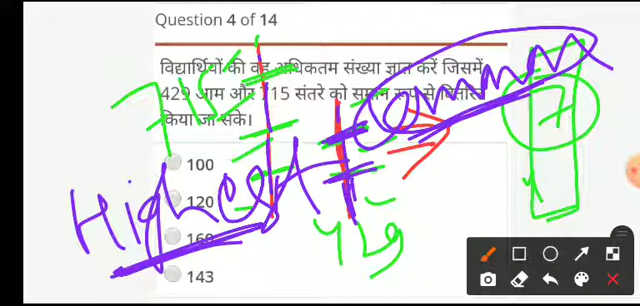 Question 4 of 14
विद्यार्थियों की वह अधिकतम संख्या ज्ञात करें जिसमें
429 आम और 715 संतरे को समान रूप से वितरित
किया जा सके।
100
120
160
143
715
Highest
Common
7
429